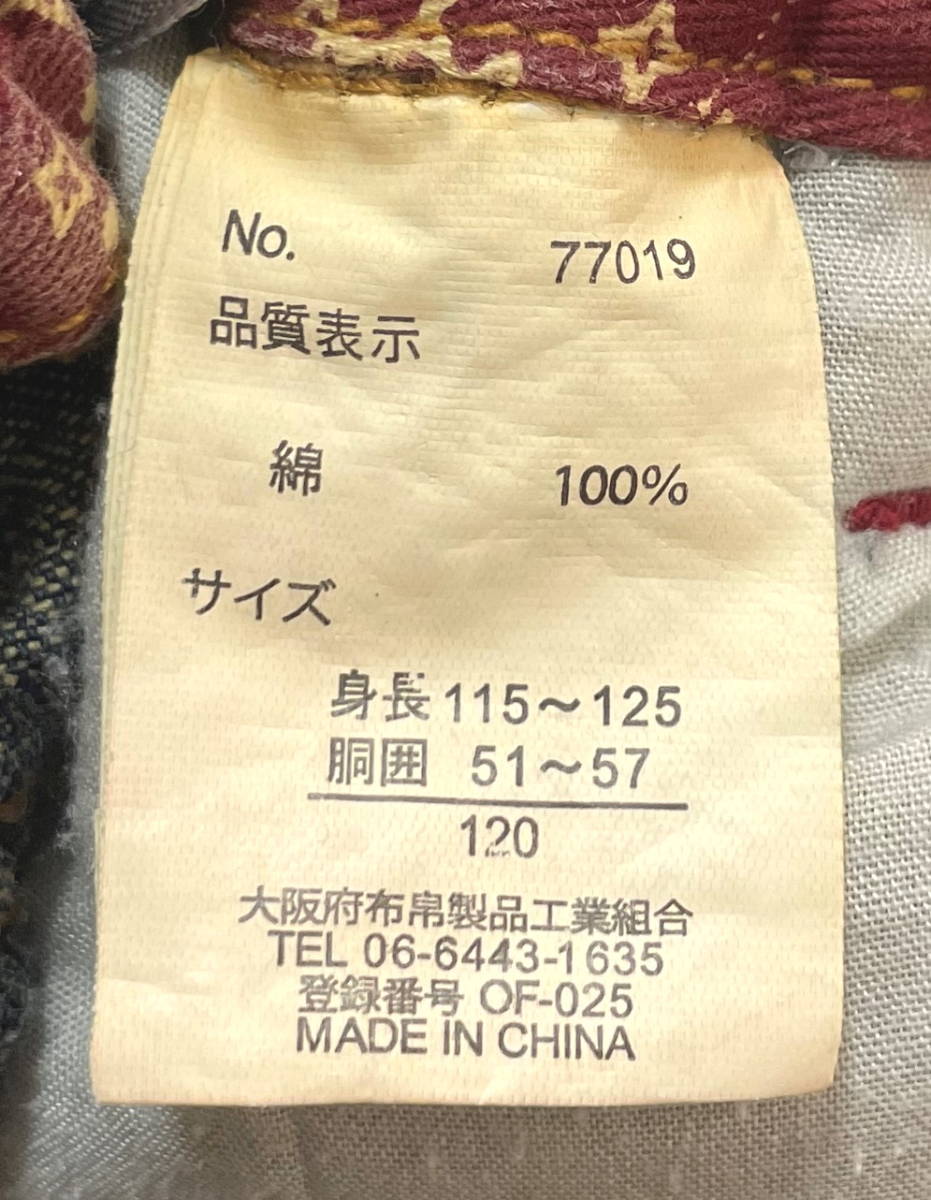 No. 77019
品質表示
綿 100%
サイズ
身長 115～125
胴囲 51～57
120
大阪府布帛製品工業組合
TEL 06-6443-1635
登録番号 OF-025
MADE IN CHINA